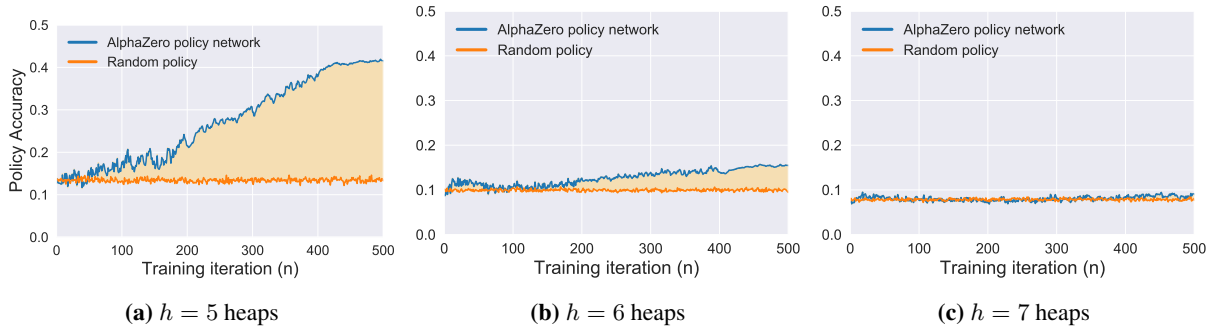 Policy Accuracy
0.5
0.4
0.3
0.2
0.1
0.0
AlphaZero policy network
Random policy
0 100 200 300 400 500
Training iteration (n)
(a) h = 5 heaps
0.5
0.4
0.3
0.2
0.1
0.0
AlphaZero policy network
Random policy
0 100 200 300 400 500
Training iteration (n)
(b) h = 6 heaps
0.5
0.4
0.3
0.2
0.1
0.0
AlphaZero policy network
Random policy
0 100 200 300 400 500
Training iteration (n)
(c) h = 7 heaps